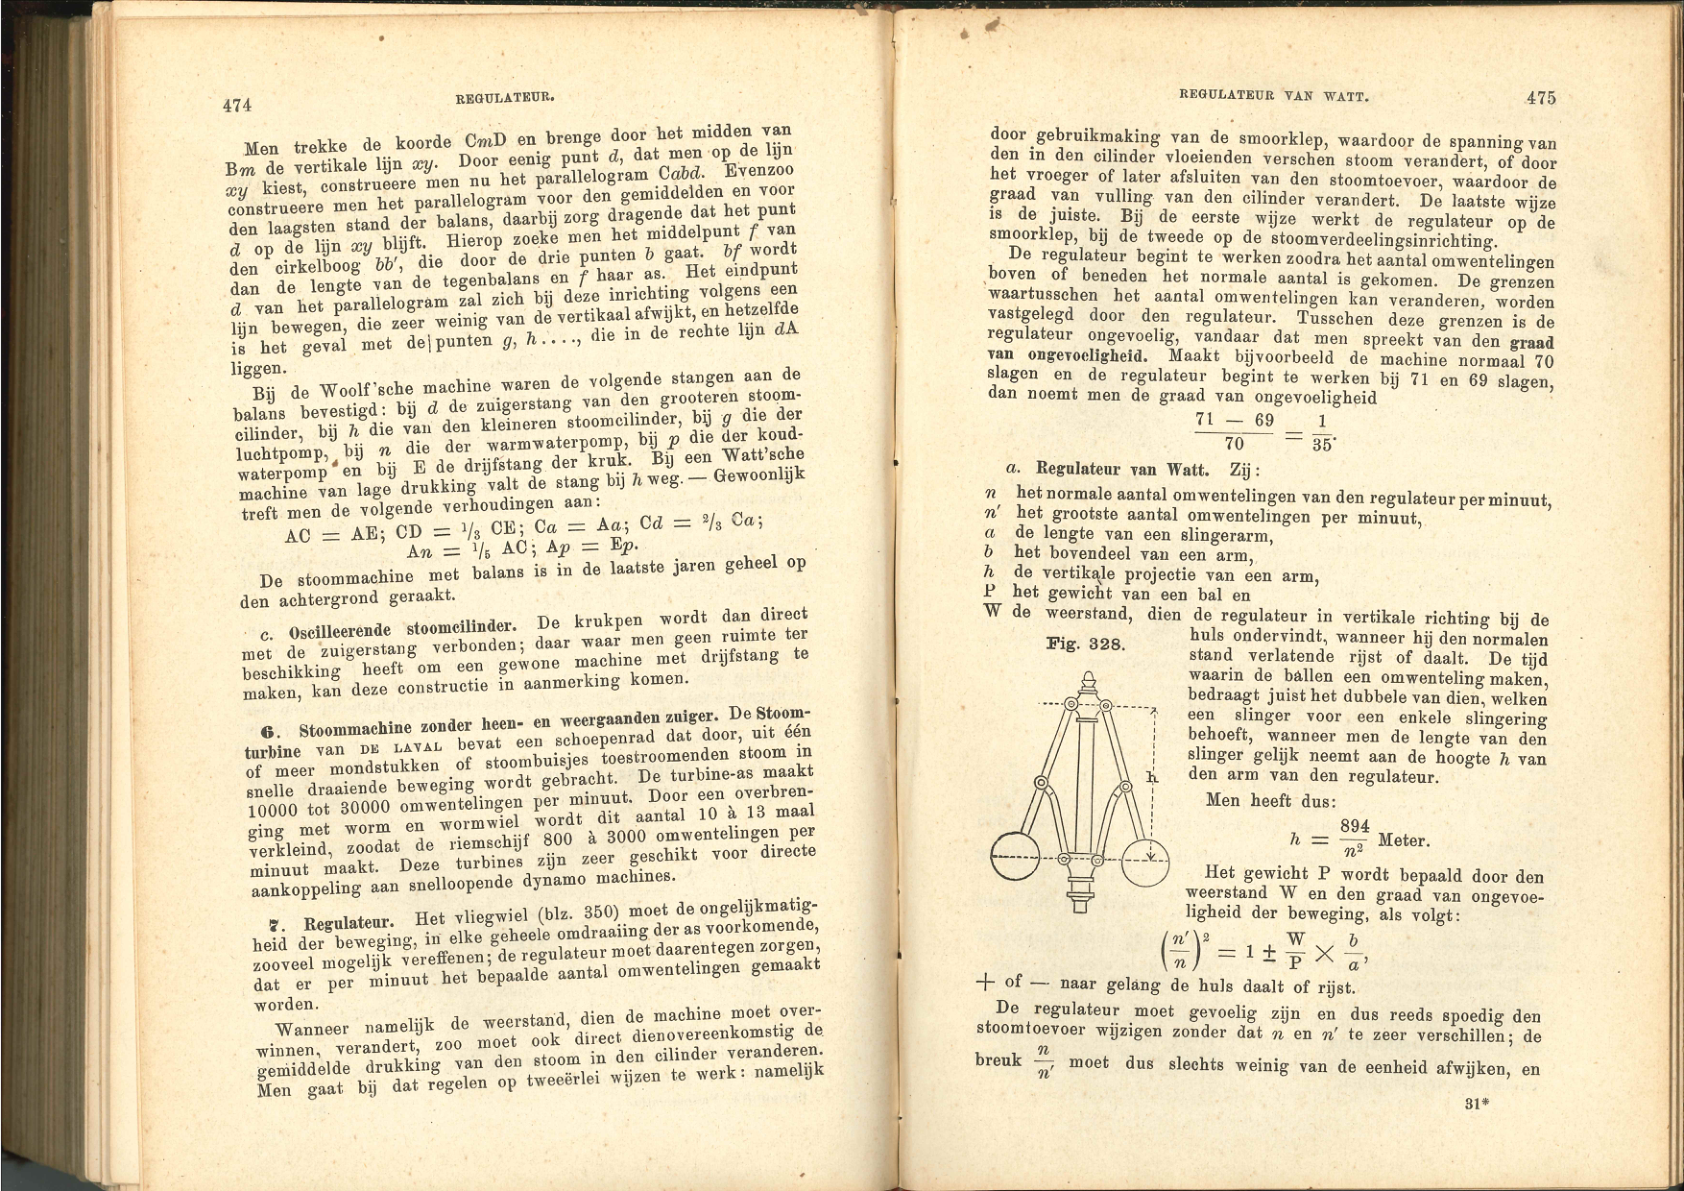 474
REGULATEUR.
Men trekke de koorde CmD en brenge door het midden van
Bm de vertikale lijn xy. Door eenig punt d, dat men op de lijn
xy kiest, construeere men nu het parallelogram Cabd. Evenzoo
construeere men het parallelogram voor den gemiddelden en voor
den laagsten stand der balans, daarbij zorg dragende dat het punt
d op de lijn xy blijft. Hierop zoeke men het middelpunt f van
den cirkelboog bb', die door de drie punten b gaat. bf wordt
dan de lengte van de tegenbalans en f haar as. Het eindpunt
d van het parallelogram zal zich bij deze inrichting volgens een
lijn bewegen, die zeer weinig van de vertikaal afwijkt, en hetzelfde
is het geval met de punten g, h . . . ., die in de rechte lijn dA
liggen.
Bij de Woolf'sche machine waren de volgende stangen aan de
balans bevestigd: bij d de zuigerstang van den grooteren stoom-
cilinder, bij h die van den kleineren stoomcilinder, bij g die der
luchtpomp, bij n die der warmwaterpomp, bij p die der koud-
waterpomp en bij E de drijfstang der kruk. Bij een Watt'sche
machine van lage drukking valt de stang bij h weg. — Gewoonlijk
treft men de volgende verhoudingen aan:
AC = AE; CD = 1/3 CE; Ca = Aa; Cd = 2/3 Ca;
An = 1/5 AC; Ap = Ep.
De stoommachine met balans is in de laatste jaren geheel op
den achtergrond geraakt.
c. Oscilleerende stoomcilinder. De krukpen wordt dan direct
met de zuigerstang verbonden; daar waar men geen ruimte ter
beschikking heeft om een gewone machine met drijfstang te
maken, kan deze constructie in aanmerking komen.
6. Stoommachine zonder heen- en weergaanden zuiger. De Stoom-
turbine van DE LAVAL bevat een schoepenrad dat door, uit één
of meer mondstukken of stoombuisjes toestroomenden stoom in
snelle draaiende beweging wordt gebracht. De turbine-as maakt
10000 tot 30000 omwentelingen per minuut. Door een overbren-
ging met worm en wormwiel wordt dit aantal 10 à 13 maal
verkleind, zoodat de riemschijf 800 à 3000 omwentelingen per
minuut maakt. Deze turbines zijn zeer geschikt voor directe
aankoppeling aan snelloopende dynamo machines.
7. Regulateur. Het vliegwiel (blz. 350) moet de ongelijkmatig-
heid der beweging, in elke geheele omdraaiing der as voorkomende,
zooveel mogelijk vereffenen; de regulateur moet daarentegen zorgen,
dat er per minuut het bepaalde aantal omwentelingen gemaakt
worden.
Wanneer namelijk de weerstand, dien de machine moet over-
winnen, verandert, zoo moet ook direct dienovereenkomstig de
gemiddelde drukking van den stoom in den cilinder veranderen.
Men gaat bij dat regelen op tweeërlei wijzen te werk: namelijk
REGULATEUR VAN WATT.
475
door gebruikmaking van de smoorklep, waardoor de spanning van
den in den cilinder vloeienden verschen stoom verandert, of door
het vroeger of later afsluiten van den stoomtoevoer, waardoor de
graad van vulling van den cilinder verandert. De laatste wijze
is de juiste. Bij de eerste wijze werkt de regulateur op de
smoorklep, bij de tweede op de stoomverdeelingsinrichting.
De regulateur begint te werken zoodra het aantal omwentelingen
boven of beneden het normale aantal is gekomen. De grenzen
waartusschen het aantal omwentelingen kan veranderen, worden
vastgelegd door den regulateur. Tusschen deze grenzen is de
regulateur ongevoelig, vandaar dat men spreekt van den graad
van ongevoeligheid. Maakt bijvoorbeeld de machine normaal 70
slagen en de regulateur begint te werken bij 71 en 69 slagen,
dan noemt men de graad van ongevoeligheid
71 — 69 / 70 = 1 / 35.
a. Regulateur van Watt. Zij:
n het normale aantal omwentelingen van den regulateur per minuut,
n' het grootste aantal omwentelingen per minuut,
a de lengte van een slingerarm,
b het bovendeel van een arm,
h de vertikale projectie van een arm,
P het gewicht van een bal en
W de weerstand, dien de regulateur in vertikale richting bij de
huls ondervindt, wanneer hij den normalen
stand verlatende rijst of daalt. De tijd
waarin de ballen een omwenteling maken,
bedraagt juist het dubbele van dien, welken
een slinger voor een enkele slingering
behoeft, wanneer men de lengte van den
slinger gelijk neemt aan de hoogte h van
den arm van den regulateur.
Fig. 328.
h
Men heeft dus:
h = 894 / n² Meter.
Het gewicht P wordt bepaald door den
weerstand W en den graad van ongevoe-
ligheid der beweging, als volgt:
(n' / n)² = 1 ± W / P × b / a,
+ of — naar gelang de huls daalt of rijst.
De regulateur moet gevoelig zijn en dus reeds spoedig den
stoomtoevoer wijzigen zonder dat n en n' te zeer verschillen; de
breuk n / n' moet dus slechts weinig van de eenheid afwijken, en
31*